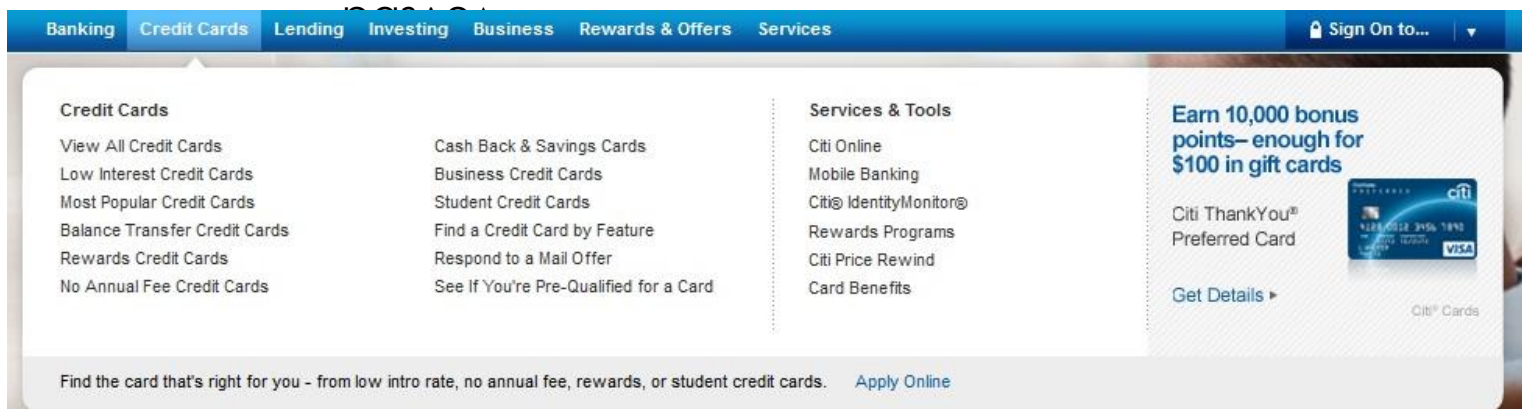 Banking Credit Cards Lending Investing Business Rewards & Offers Services Sign On to...
Credit Cards
View All Credit Cards
Low Interest Credit Cards
Most Popular Credit Cards
Balance Transfer Credit Cards
Rewards Credit Cards
No Annual Fee Credit Cards
Cash Back & Savings Cards
Business Credit Cards
Student Credit Cards
Find a Credit Card by Feature
Respond to a Mail Offer
See If You're Pre-Qualified for a Card
Services & Tools
Citi Online
Mobile Banking
Citi® IdentityMonitor®
Rewards Programs
Citi Price Rewind
Card Benefits
Earn 10,000 bonus
points– enough for
$100 in gift cards
Citi ThankYou®
Preferred Card
citi
VISA
Get Details
Citi® Cards
Find the card that's right for you - from low intro rate, no annual fee, rewards, or student credit cards. Apply Online